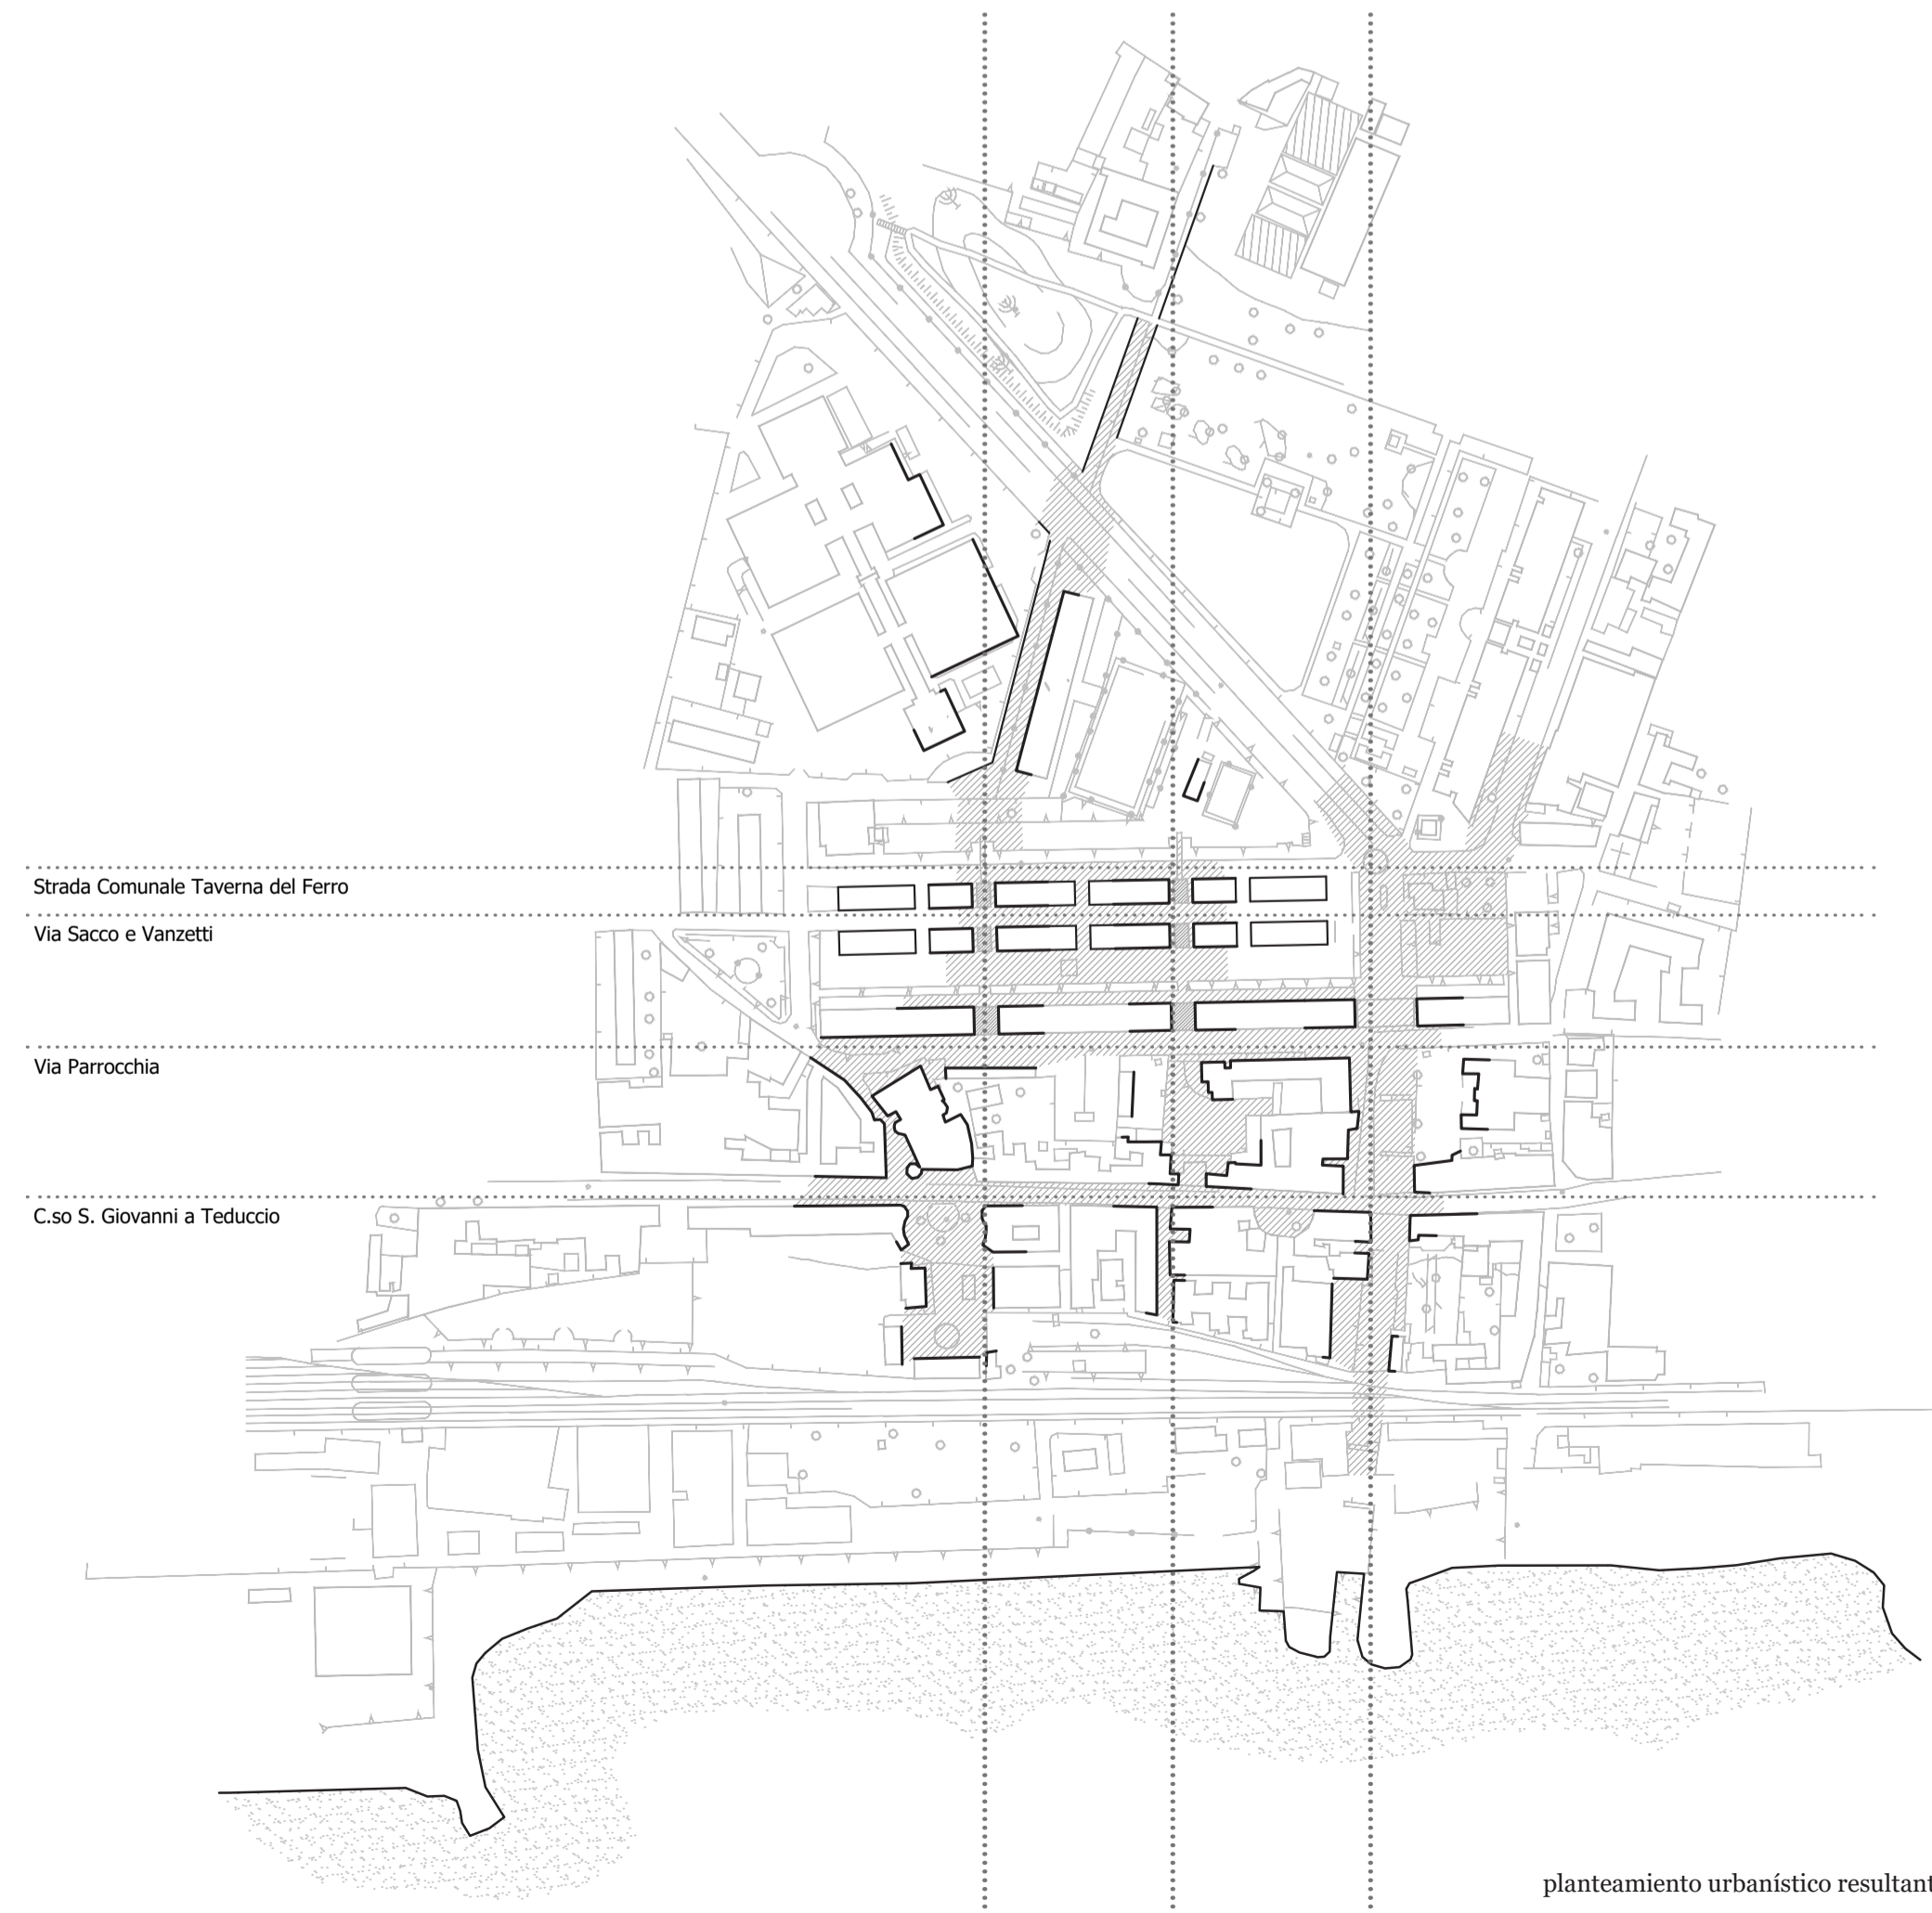 Strada Comunale Taverna del Ferro
Via Sacco e Vanzetti
Via Parrocchia
C.so S. Giovanni a Teduccio
planteamiento urbanístico resultant